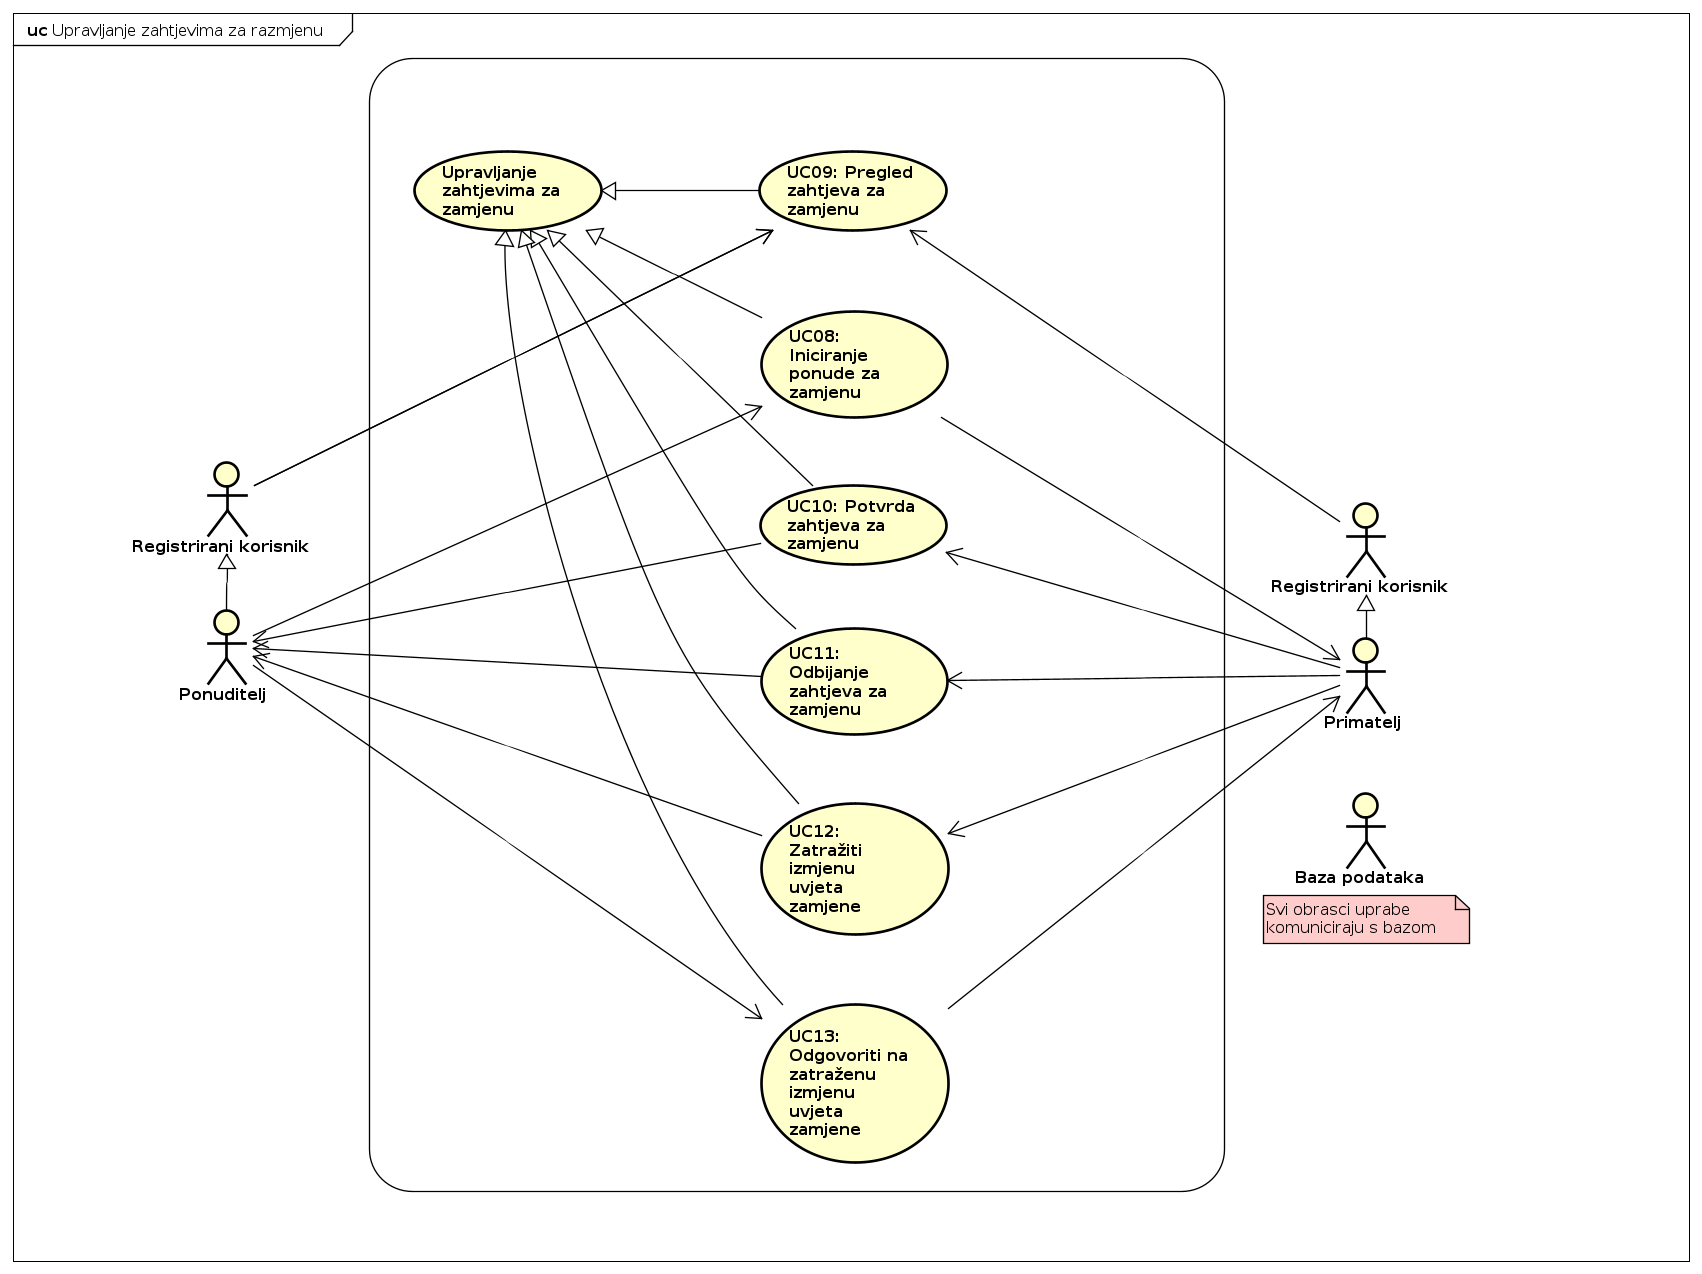 uc Upravljanje zahtjevima za razmjenu
Upravljanje
zahtjevima za
zamjenu
UC09: Pregled
zahtjeva za
zamjenu
UC08:
Iniciranje
ponude za
zamjenu
UC10: Potvrda
zahtjeva za
zamjenu
UC11:
Odbijanje
zahtjeva za
zamjenu
UC12:
Zatražiti
izmjenu
uvjeta
zamjene
UC13:
Odgovoriti na
zatraženu
izmjenu
uvjeta
zamjene
Registrirani korisnik
Ponuditelj
Registrirani korisnik
Primatelj
Baza podataka
Svi obrasci uprabe
komuniciraju s bazom